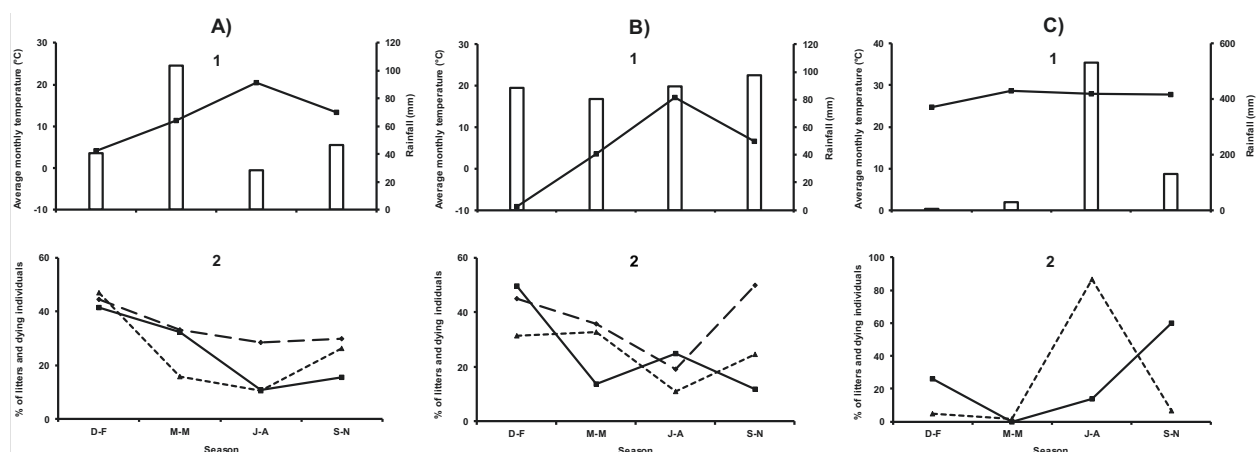 A)
B)
C)
1
Average monthly temperature (°C)
30
20
10
0
-10
120
100
80
60
40
20
0
Rainfall (mm)
1
Average monthly temperature (°C)
30
20
10
0
-10
120
100
80
60
40
20
0
Rainfall (mm)
1
Average monthly temperature (°C)
40
30
20
10
0
600
400
200
0
Rainfall (mm)
2
% of litters and dying individuals
60
40
20
0
D-F
M-M
J-A
S-N
Season
2
% of litters and dying indiduals
60
40
20
0
D-F
M-M
J-A
S-N
Season
2
% of litters and dying individuals
100
80
60
40
20
0
D-F
M-M
J-A
S-N
Season